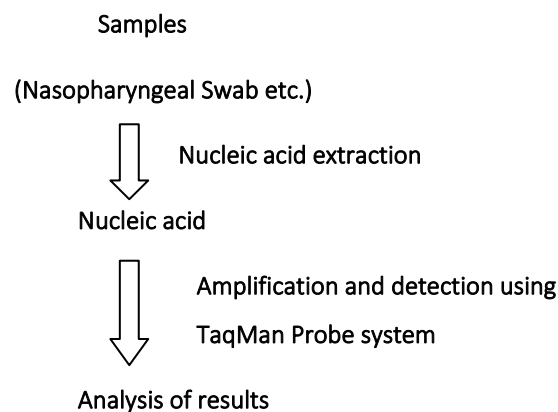 Samples
(Nasopharyngeal Swab etc.)
Nucleic acid extraction
Nucleic acid
Amplification and detection using
TaqMan Probe system
Analysis of results